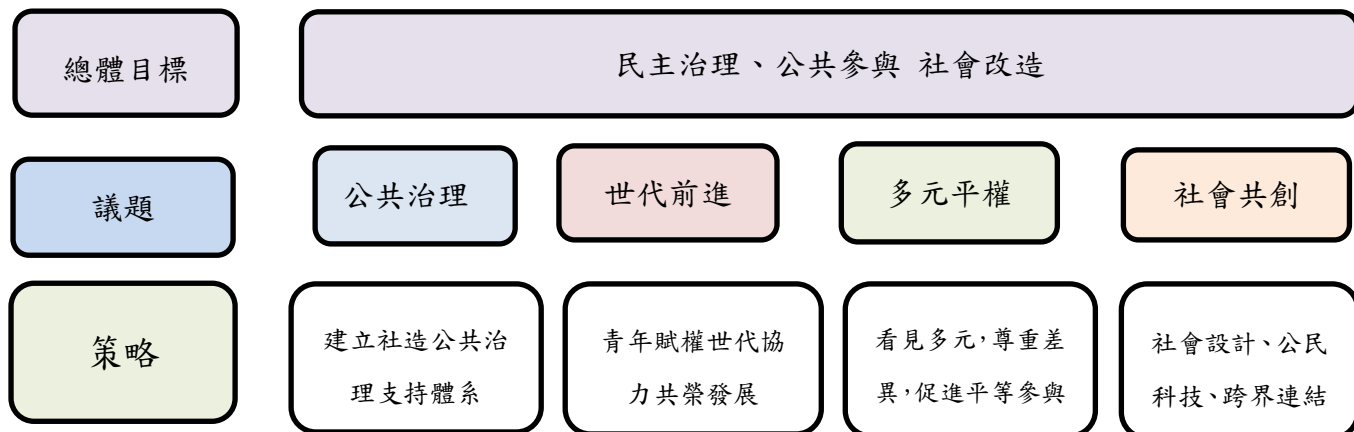 總體目標
民主治理、公共參與 社會改造
議題
公共治理
世代前進
多元平權
社會共創
策略
建立社造公共治
理支持體系
青年賦權世代協
力共榮發展
看見多元，尊重差
異，促進平等參與
社會設計、公民
科技、跨界連結